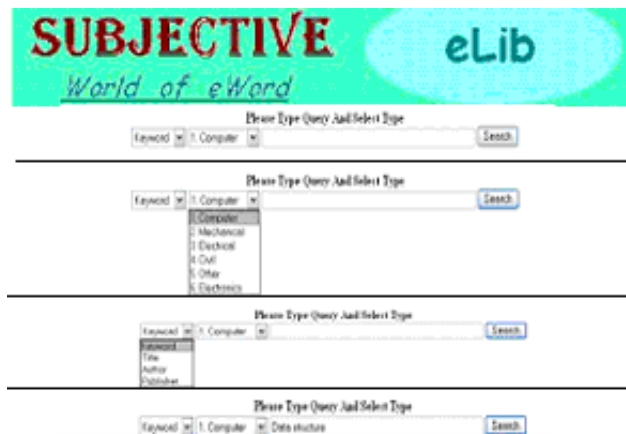 SUBJECTIVE eLib
World of eWord
Please Type Query And Select Type
Keyword 1. Computer Search
Please Type Query And Select Type
Keyword 1. Computer Search
1. Computer
2. Mechanical
3. Electrical
4. Civil
5. Other
6. Electronics
Please Type Query And Select Type
Keyword 1. Computer Search
Keyword
Title
Author
Publisher
Please Type Query And Select Type
Keyword 1. Computer Data structure Search